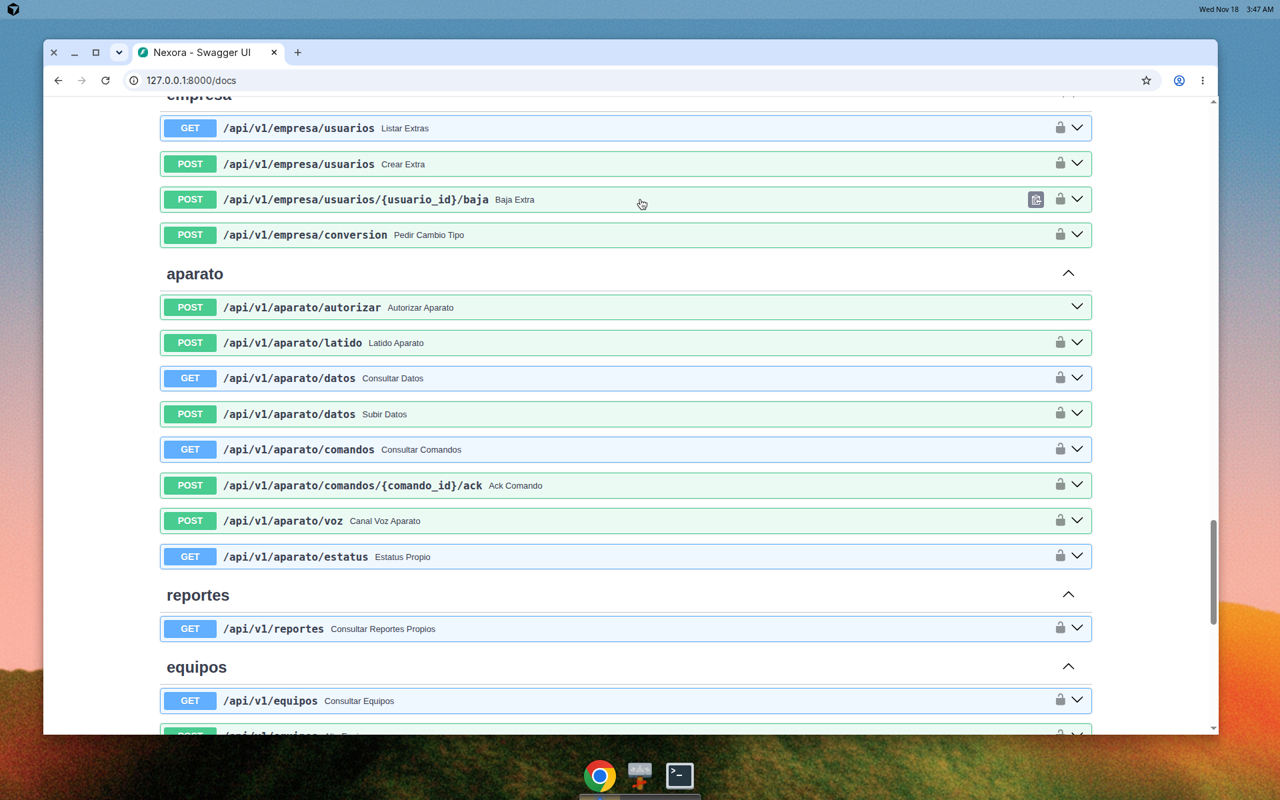 Wed Nov 18 3:47 AM
Nexora - Swagger UI
127.0.0.1:8000/docs
empresa
GET /api/v1/empresa/usuarios Listar Extras
POST /api/v1/empresa/usuarios Crear Extra
POST /api/v1/empresa/usuarios/{usuario_id}/baja Baja Extra
POST /api/v1/empresa/conversion Pedir Cambio Tipo
aparato
POST /api/v1/aparato/autorizar Autorizar Aparato
POST /api/v1/aparato/latido Latido Aparato
GET /api/v1/aparato/datos Consultar Datos
POST /api/v1/aparato/datos Subir Datos
GET /api/v1/aparato/comandos Consultar Comandos
POST /api/v1/aparato/comandos/{comando_id}/ack Ack Comando
POST /api/v1/aparato/voz Canal Voz Aparato
GET /api/v1/aparato/estatus Estatus Propio
reportes
GET /api/v1/reportes Consultar Reportes Propios
equipos
GET /api/v1/equipos Consultar Equipos
POST /api/v1/equipos